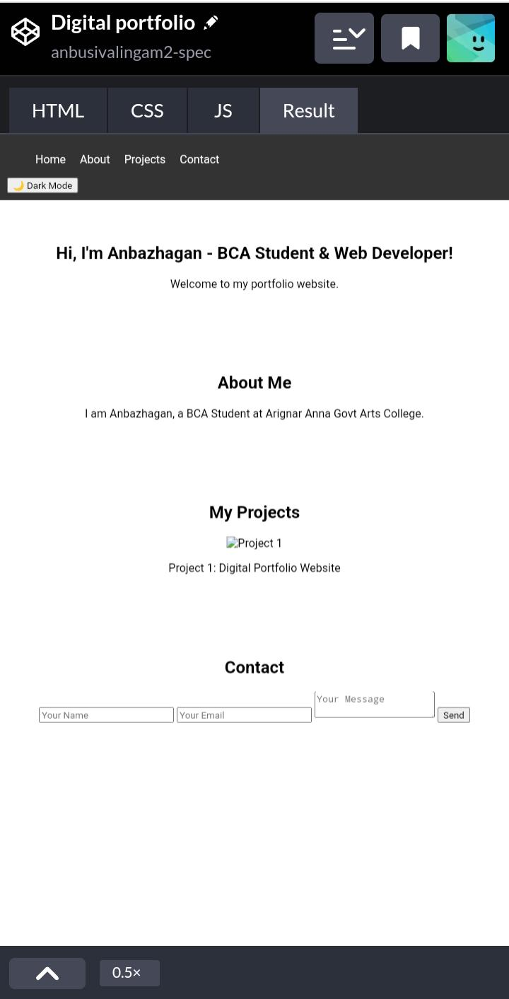 Digital portfolio
anbusivalingam2-spec
HTML CSS JS Result
Home About Projects Contact
🌙 Dark Mode
Hi, I'm Anbazhagan - BCA Student & Web Developer!
Welcome to my portfolio website.
About Me
I am Anbazhagan, a BCA Student at Arignar Anna Govt Arts College.
My Projects
Project 1
Project 1: Digital Portfolio Website
Contact
Your Name Your Email Your Message Send
0.5×